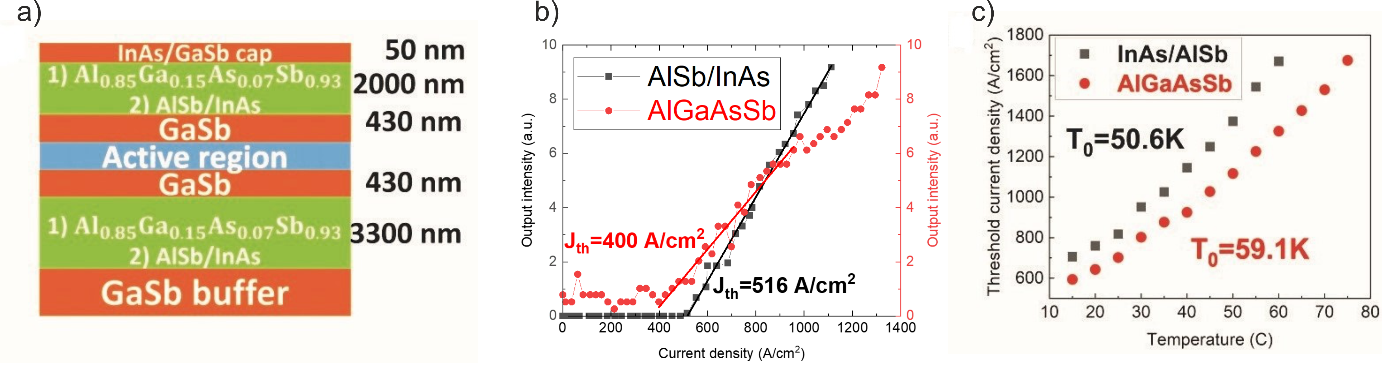 a)
InAs/GaSb cap
50 nm
1) Al0.85Ga0.15As0.07Sb0.93
2000 nm
2) AlSb/InAs
GaSb
430 nm
Active region
GaSb
430 nm
1) Al0.85Ga0.15As0.07Sb0.93
3300 nm
2) AlSb/InAs
GaSb buffer
b)
10
8
6
4
2
0
Output intensity (a.u.)
AlSb/InAs
AlGaAsSb
Jth=400 A/cm2
Jth=516 A/cm2
10
8
6
4
2
0
Output intensity (a.u.)
0 200 400 600 800 1000 1200 1400
Current density (A/cm2)
c)
1800
1600
1400
1200
1000
800
600
Threshold current density (A/cm2)
InAs/AlSb
AlGaAsSb
T0=50.6K
T0=59.1K
10 20 30 40 50 60 70 80
Temperature (C)